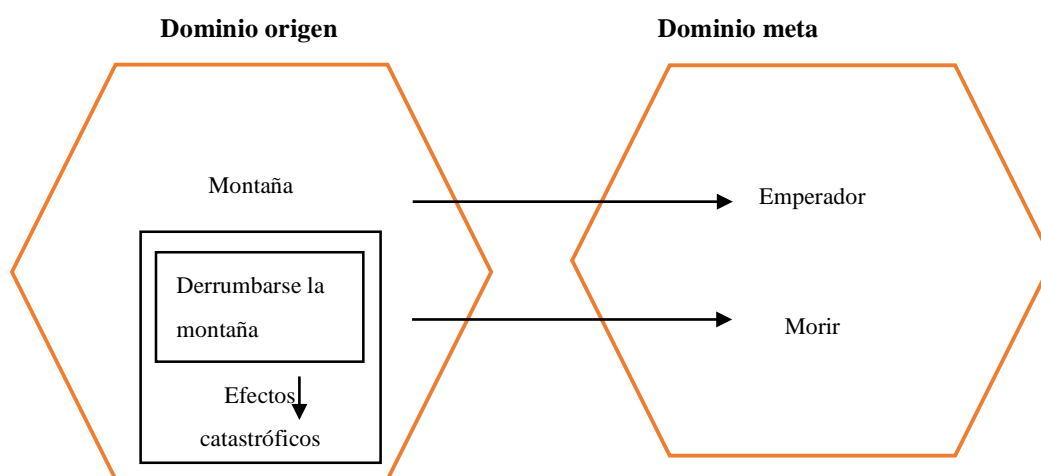 Dominio origen
Dominio meta
Montaña
Emperador
Derrumbarse la
montaña
Morir
Efectos
catastróficos